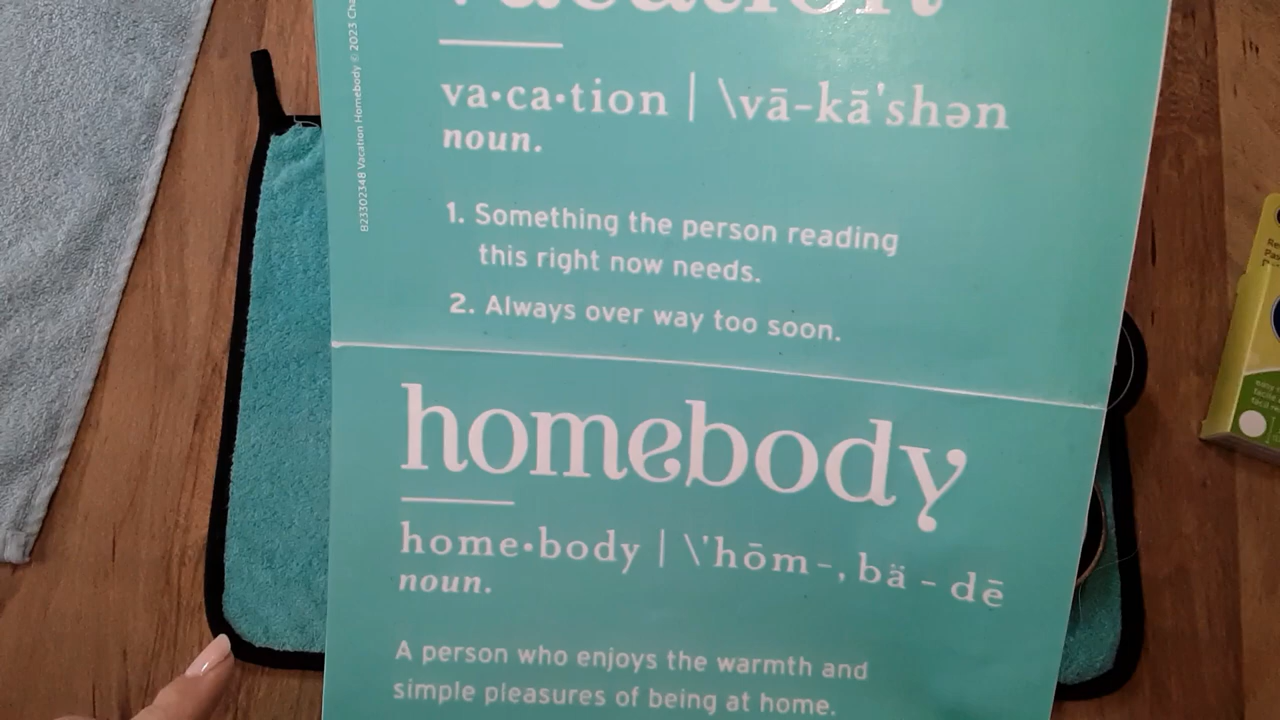 vacation
B23302348 Vacation Homebody © 2023 Cha
va•ca•tion | \vā-kā'shən
noun.
1. Something the person reading
this right now needs.
2. Always over way too soon.
homebody
home•body | \'hōm-, bä - dē
noun.
A person who enjoys the warmth and
simple pleasures of being at home.